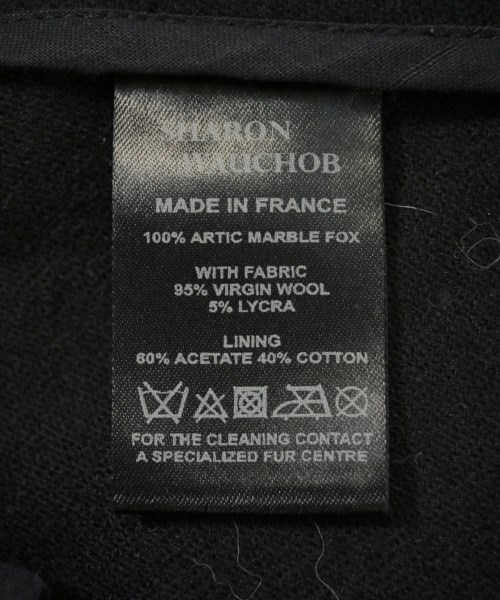 SHARON
WAUCHOB
MADE IN FRANCE
100% ARTIC MARBLE FOX
WITH FABRIC
95% VIRGIN WOOL
5% LYCRA
LINING
60% ACETATE 40% COTTON
FOR THE CLEANING CONTACT
A SPECIALIZED FUR CENTRE